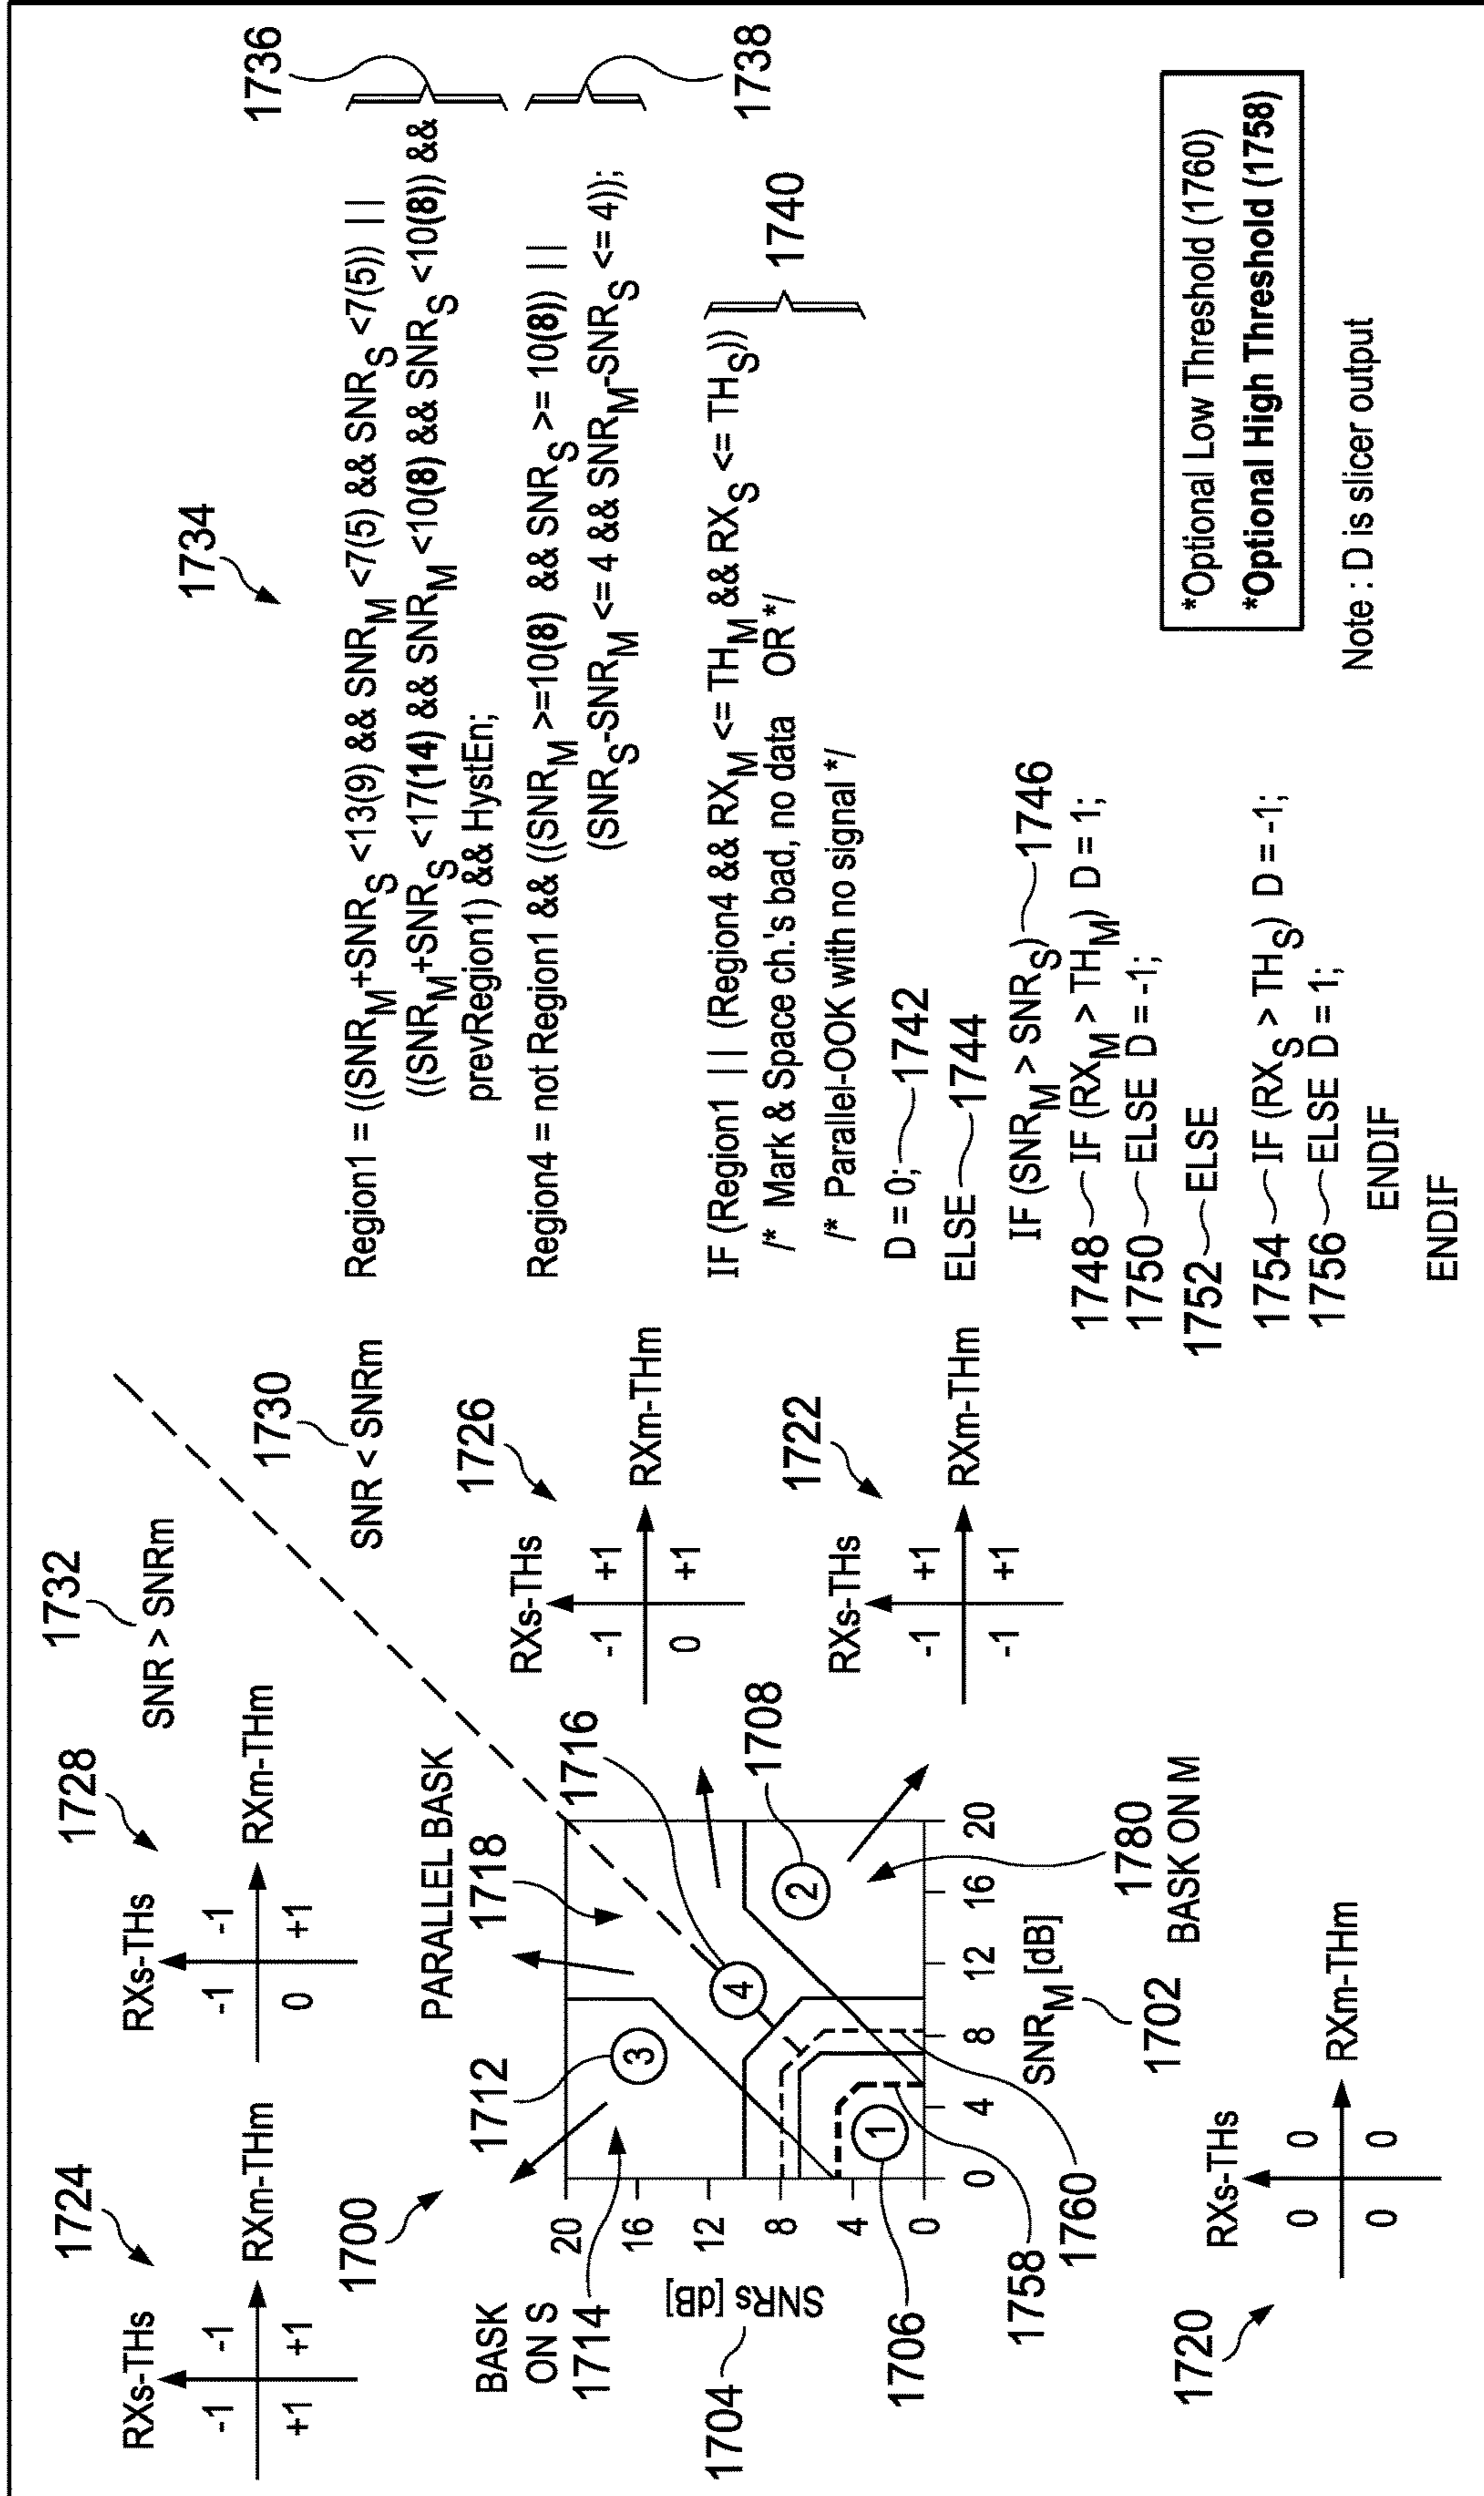 1724
RXs-THs
RXm-THm
-1
-1
-1
+1
+1
1728
RXs-THs
RXm-THm
-1
-1
0
+1
1732
SNR > SNRm
1730
SNR < SNRm
1700
1712
1718
PARALLEL BASK
1716
BASK
ON S
1714
SNRs [dB]
1704
20
16
12
8
4
0
3
4
2
1
1708
0
4
8
12
16
20
SNRM [dB]
1702
1780
BASK ON M
1706
1758
1760
1726
RXs-THs
RXm-THm
-1
+1
0
+1
1722
RXs-THs
RXm-THm
-1
+1
-1
+1
1720
RXs-THs
RXm-THm
0
0
0
0
1734
Region1 = ((SNRM+SNRS <13(9) && SNRM <7(5) && SNRS <7(5)) ||
((SNRM+SNRS <17(14) && SNRM <10(8) && SNRS <10(8)) &&
prevRegion1) && HystEn;
1736
Region4 = not Region1 && ((SNRM >=10(8) && SNRS >= 10(8)) ||
(SNRS-SNRM <= 4 && SNRM-SNRS <= 4));
1738
IF (Region1 || (Region4 && RXM <= THM && RXS <= THS))
/* Mark & Space ch.'s bad, no data OR */
/* Parallel-OOK with no signal */
1740
D = 0; 1742
ELSE 1744
IF (SNRM > SNRS) 1746
1748 IF (RXM > THM) D = 1;
1750 ELSE D = -1;
1752 ELSE
1754 IF (RXS > THS) D = -1;
1756 ELSE D = 1;
ENDIF
ENDIF
*Optional Low Threshold (1760)
*Optional High Threshold (1758)
Note : D is slicer output